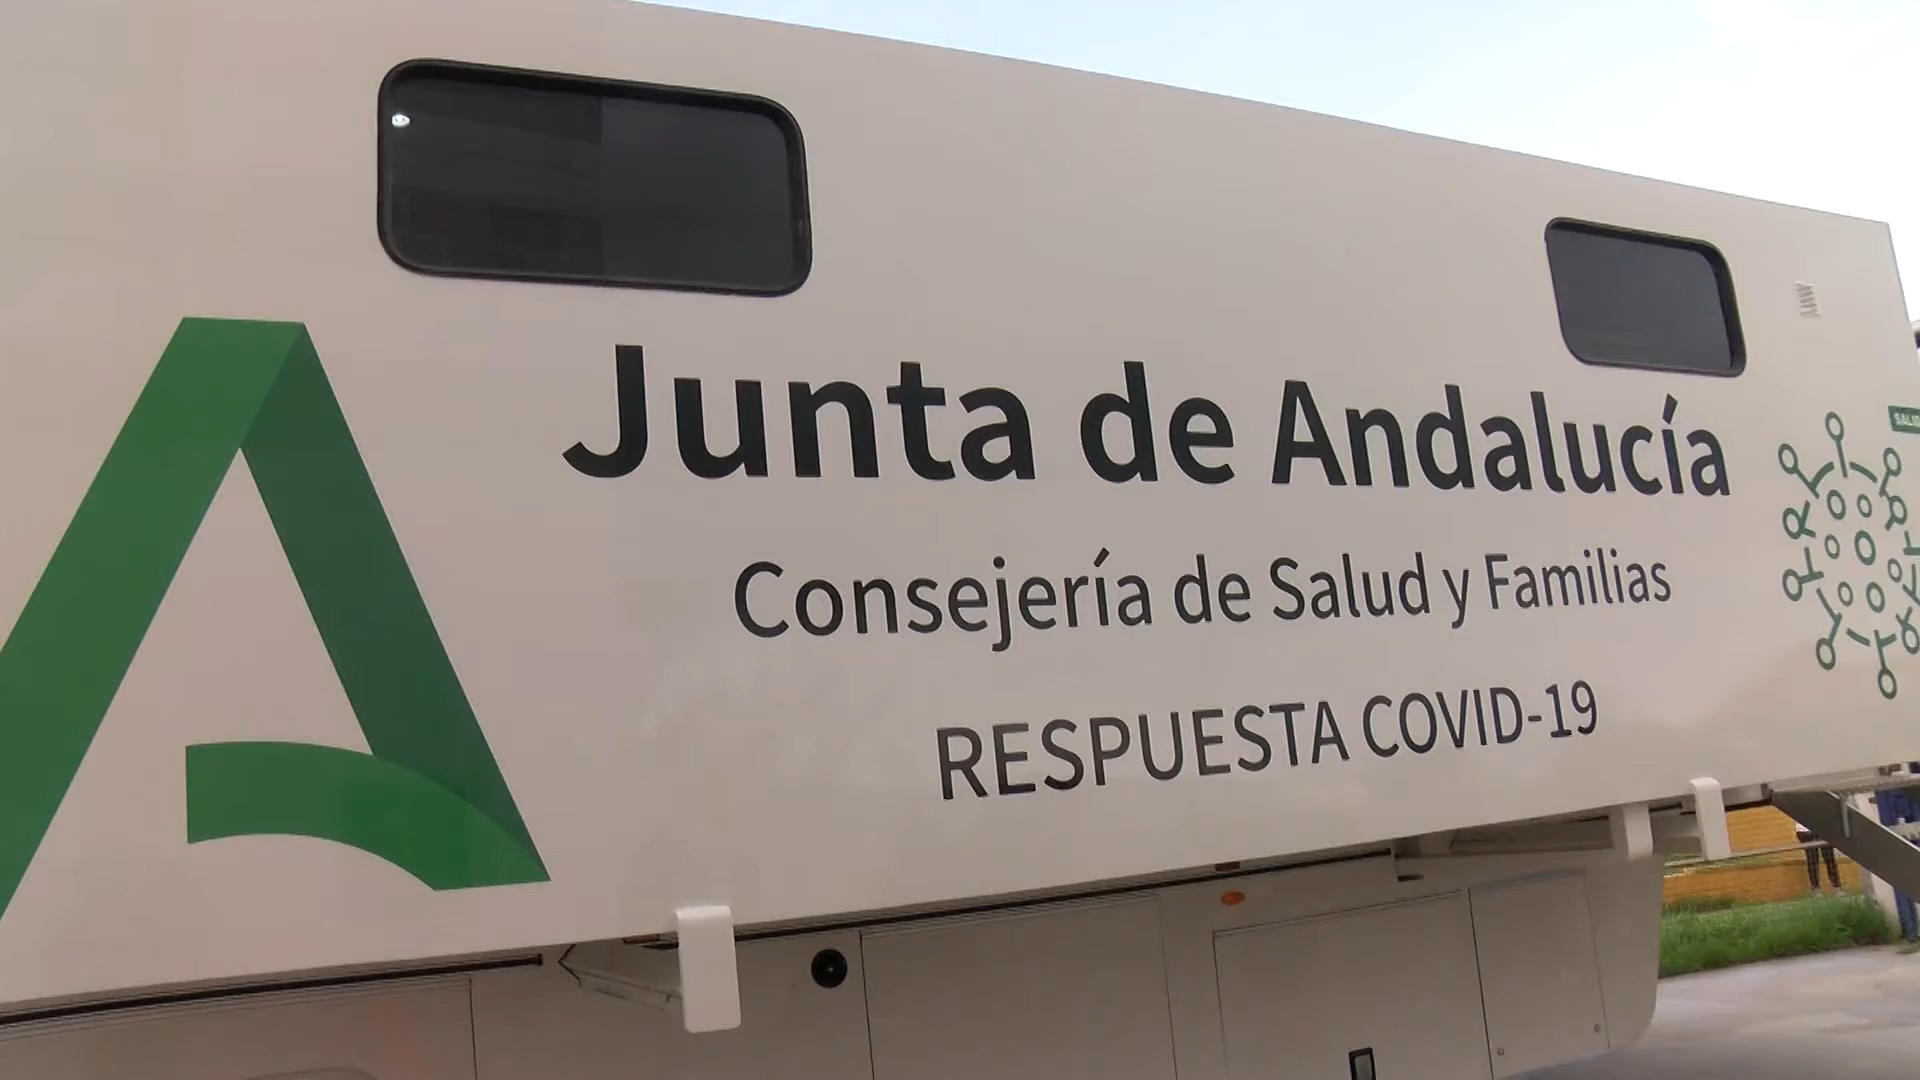 Junta de Andalucía
Consejería de Salud y Familias
RESPUESTA COVID-19